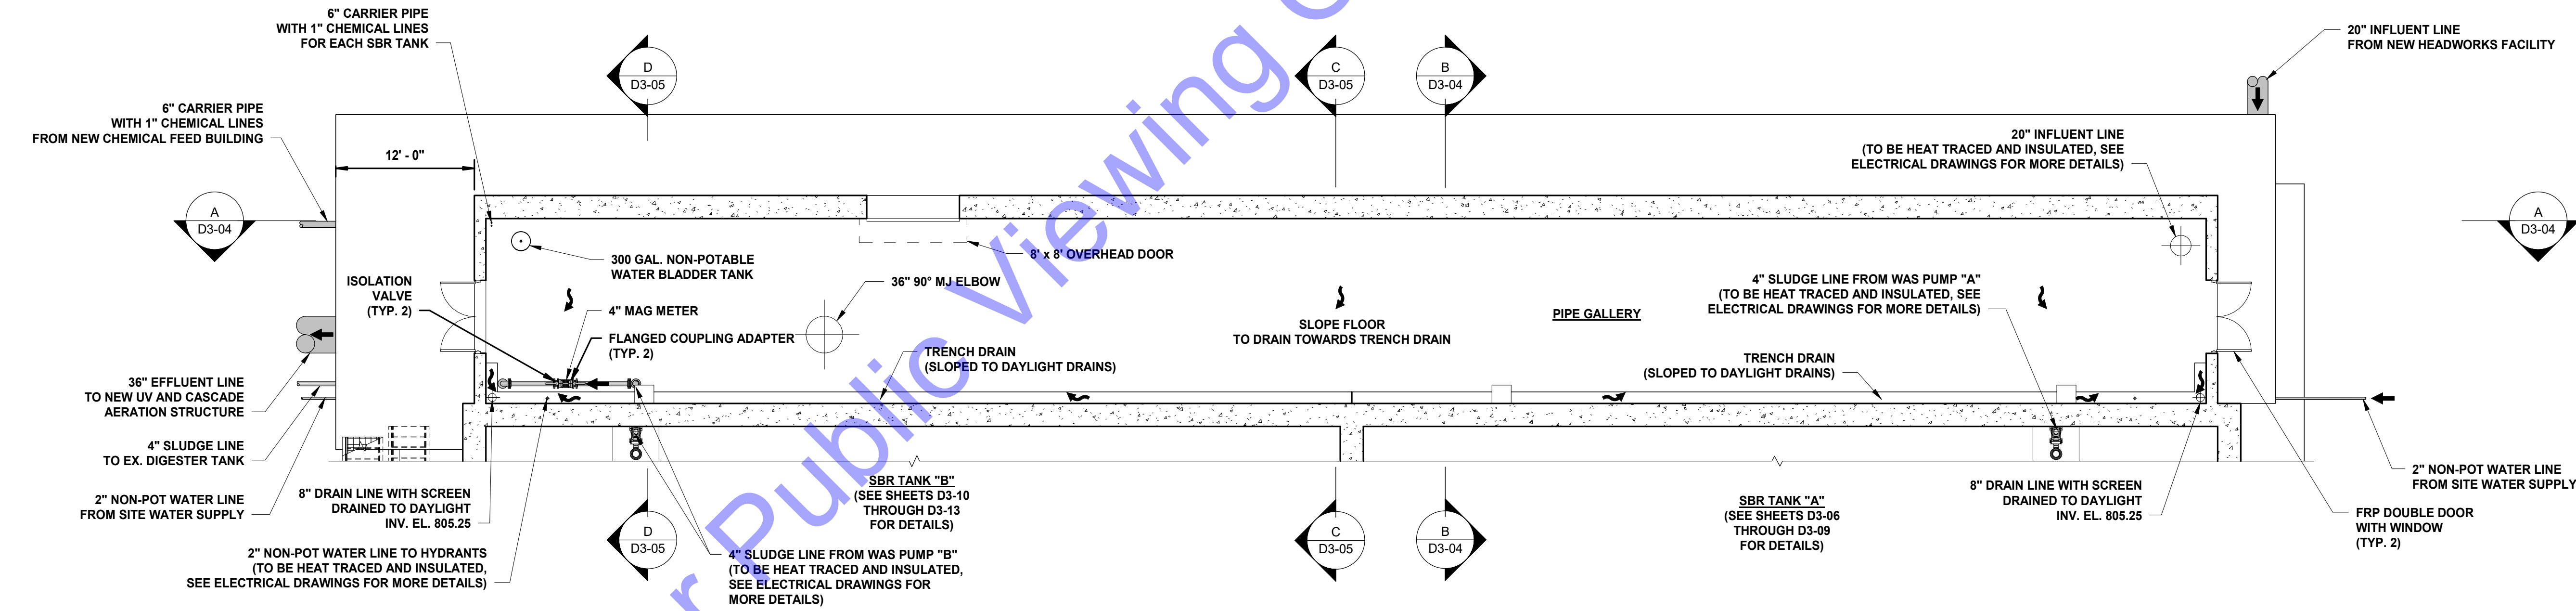 6" CARRIER PIPE
WITH 1" CHEMICAL LINES
FOR EACH SBR TANK
6" CARRIER PIPE
WITH 1" CHEMICAL LINES
FROM NEW CHEMICAL FEED BUILDING
12' - 0"
D
D3-05
C
D3-05
B
D3-04
20" INFLUENT LINE
FROM NEW HEADWORKS FACILITY
20" INFLUENT LINE
(TO BE HEAT TRACED AND INSULATED, SEE
ELECTRICAL DRAWINGS FOR MORE DETAILS)
A
D3-04
A
D3-04
300 GAL. NON-POTABLE
WATER BLADDER TANK
8' x 8' OVERHEAD DOOR
ISOLATION
VALVE
(TYP. 2)
36" 90° MJ ELBOW
4" MAG METER
FLANGED COUPLING ADAPTER
(TYP. 2)
4" SLUDGE LINE FROM WAS PUMP "A"
(TO BE HEAT TRACED AND INSULATED, SEE
ELECTRICAL DRAWINGS FOR MORE DETAILS)
PIPE GALLERY
SLOPE FLOOR
TO DRAIN TOWARDS TRENCH DRAIN
TRENCH DRAIN
(SLOPED TO DAYLIGHT DRAINS)
TRENCH DRAIN
(SLOPED TO DAYLIGHT DRAINS)
36" EFFLUENT LINE
TO NEW UV AND CASCADE
AERATION STRUCTURE
4" SLUDGE LINE
TO EX. DIGESTER TANK
2" NON-POT WATER LINE
FROM SITE WATER SUPPLY
8" DRAIN LINE WITH SCREEN
DRAINED TO DAYLIGHT
INV. EL. 805.25
2" NON-POT WATER LINE TO HYDRANTS
(TO BE HEAT TRACED AND INSULATED,
SEE ELECTRICAL DRAWINGS FOR MORE DETAILS)
D
D3-05
4" SLUDGE LINE FROM WAS PUMP "B"
(TO BE HEAT TRACED AND INSULATED,
SEE ELECTRICAL DRAWINGS FOR
MORE DETAILS)
SBR TANK "B"
(SEE SHEETS D3-10
THROUGH D3-13
FOR DETAILS)
C
D3-05
B
D3-04
SBR TANK "A"
(SEE SHEETS D3-06
THROUGH D3-09
FOR DETAILS)
8" DRAIN LINE WITH SCREEN
DRAINED TO DAYLIGHT
INV. EL. 805.25
2" NON-POT WATER LINE
FROM SITE WATER SUPPLY
FRP DOUBLE DOOR
WITH WINDOW
(TYP. 2)
Public Viewing